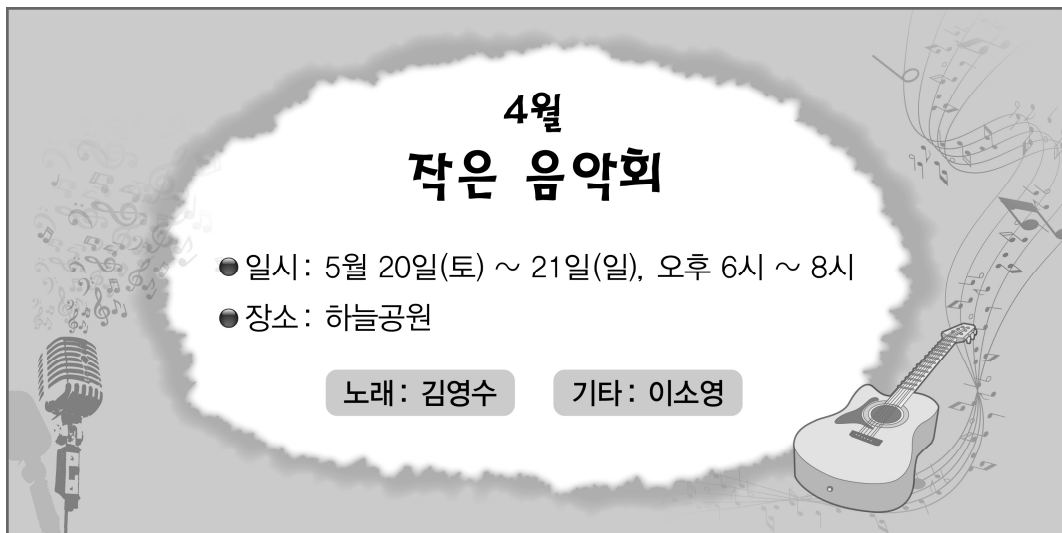 4월
작은 음악회
일시: 5월 20일(토) ~ 21일(일), 오후 6시 ~ 8시
장소: 하늘공원
노래: 김영수 기타: 이소영